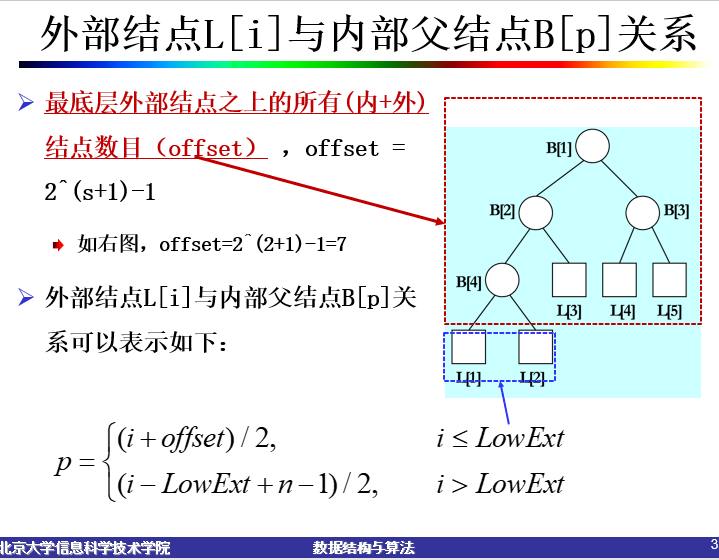 外部结点L[i]与内部父结点B[p]关系
最底层外部结点之上的所有(内+外)
结点数目（offset），offset =
2^(s+1)-1
如右图，offset=2^(2+1)-1=7
外部结点L[i]与内部父结点B[p]关
系可以表示如下：
B[1]
B[2]
B[3]
B[4]
L[3]
L[4]
L[5]
L[1]
L[2]
p = { (i + offset) / 2, i ≤ LowExt
(i − LowExt + n − 1) / 2, i > LowExt
北京大学信息科学技术学院
数据结构与算法
3